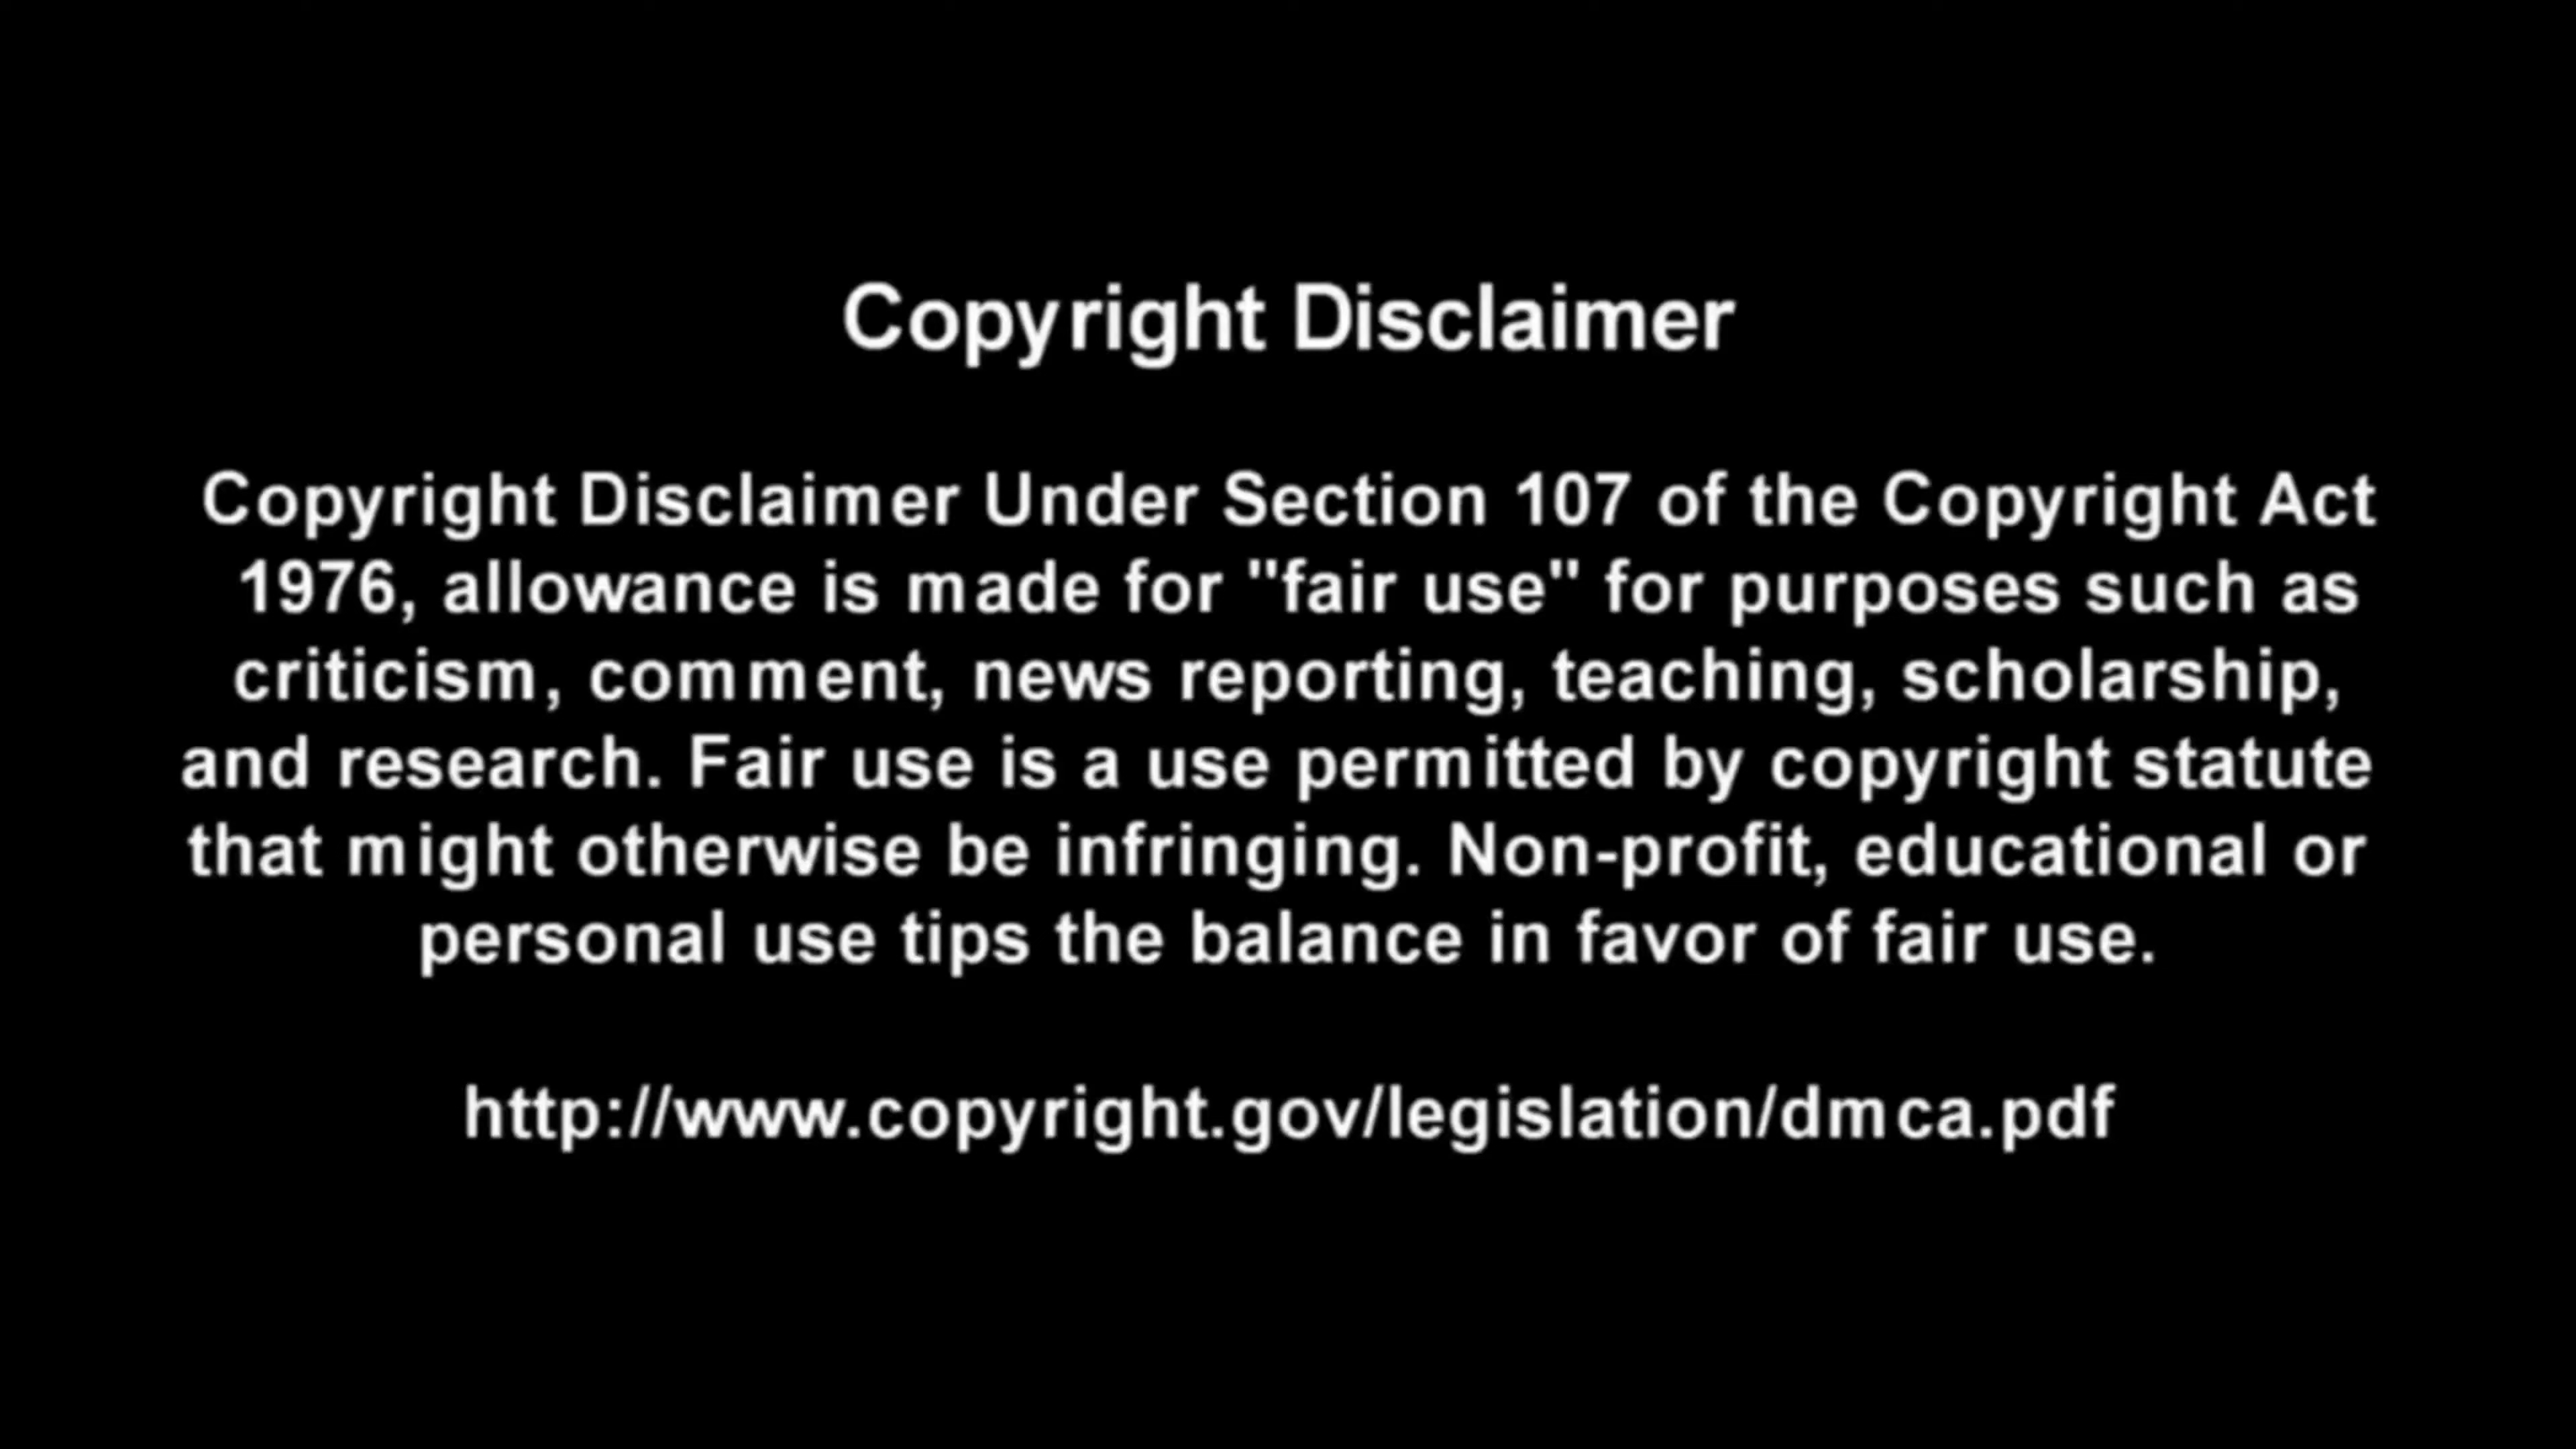 Copyright Disclaimer
Copyright Disclaimer Under Section 107 of the Copyright Act
1976, allowance is made for "fair use" for purposes such as
criticism, comment, news reporting, teaching, scholarship,
and research. Fair use is a use permitted by copyright statute
that might otherwise be infringing. Non-profit, educational or
personal use tips the balance in favor of fair use.
http://www.copyright.gov/legislation/dmca.pdf